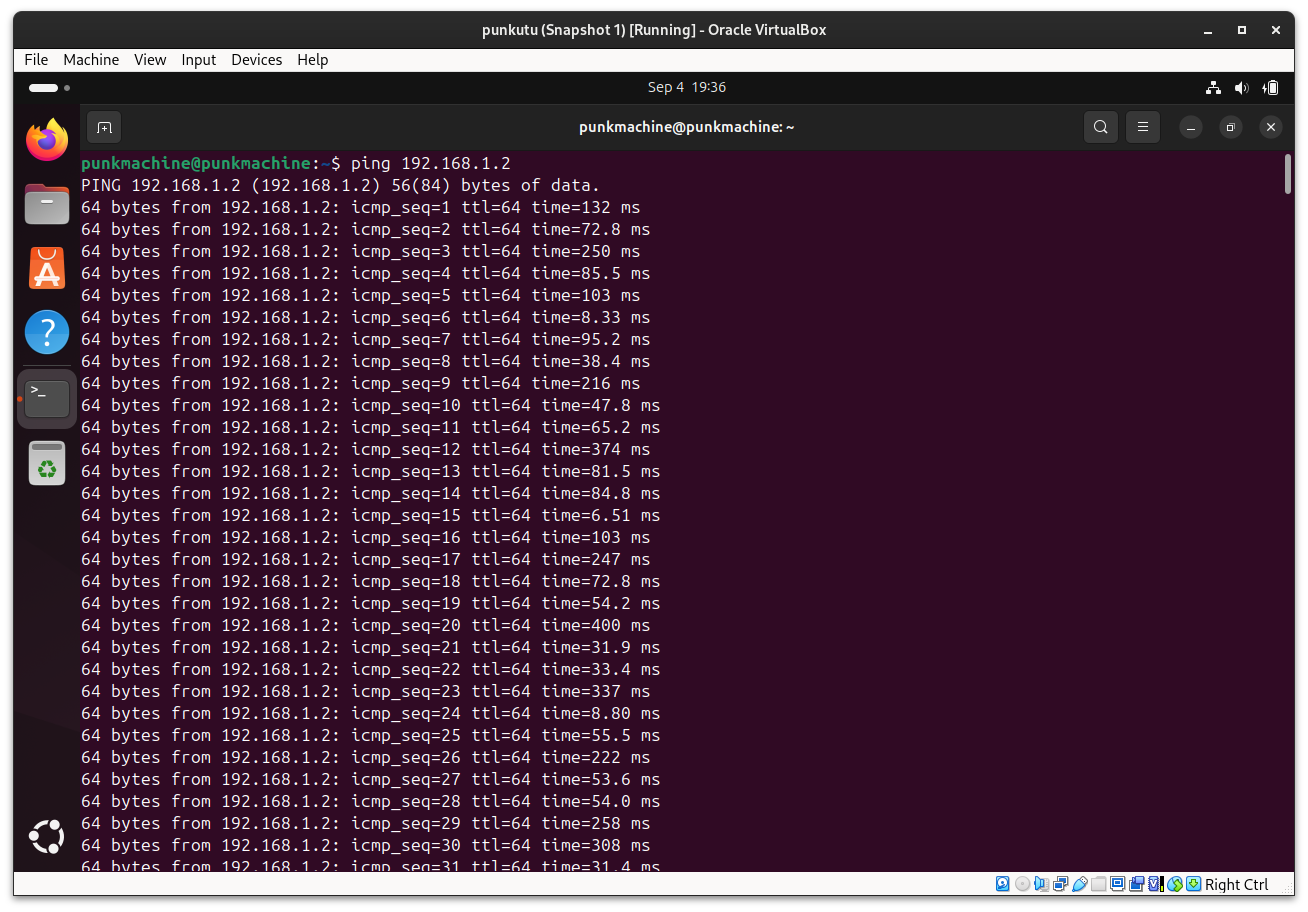 punkutu (Snapshot 1) [Running] - Oracle VirtualBox
File Machine View Input Devices Help
Sep 4 19:36
punkmachine@punkmachine: ~
punkmachine@punkmachine:~$ ping 192.168.1.2
PING 192.168.1.2 (192.168.1.2) 56(84) bytes of data.
64 bytes from 192.168.1.2: icmp_seq=1 ttl=64 time=132 ms
64 bytes from 192.168.1.2: icmp_seq=2 ttl=64 time=72.8 ms
64 bytes from 192.168.1.2: icmp_seq=3 ttl=64 time=250 ms
64 bytes from 192.168.1.2: icmp_seq=4 ttl=64 time=85.5 ms
64 bytes from 192.168.1.2: icmp_seq=5 ttl=64 time=103 ms
64 bytes from 192.168.1.2: icmp_seq=6 ttl=64 time=8.33 ms
64 bytes from 192.168.1.2: icmp_seq=7 ttl=64 time=95.2 ms
64 bytes from 192.168.1.2: icmp_seq=8 ttl=64 time=38.4 ms
64 bytes from 192.168.1.2: icmp_seq=9 ttl=64 time=216 ms
64 bytes from 192.168.1.2: icmp_seq=10 ttl=64 time=47.8 ms
64 bytes from 192.168.1.2: icmp_seq=11 ttl=64 time=65.2 ms
64 bytes from 192.168.1.2: icmp_seq=12 ttl=64 time=374 ms
64 bytes from 192.168.1.2: icmp_seq=13 ttl=64 time=81.5 ms
64 bytes from 192.168.1.2: icmp_seq=14 ttl=64 time=84.8 ms
64 bytes from 192.168.1.2: icmp_seq=15 ttl=64 time=6.51 ms
64 bytes from 192.168.1.2: icmp_seq=16 ttl=64 time=103 ms
64 bytes from 192.168.1.2: icmp_seq=17 ttl=64 time=247 ms
64 bytes from 192.168.1.2: icmp_seq=18 ttl=64 time=72.8 ms
64 bytes from 192.168.1.2: icmp_seq=19 ttl=64 time=54.2 ms
64 bytes from 192.168.1.2: icmp_seq=20 ttl=64 time=400 ms
64 bytes from 192.168.1.2: icmp_seq=21 ttl=64 time=31.9 ms
64 bytes from 192.168.1.2: icmp_seq=22 ttl=64 time=33.4 ms
64 bytes from 192.168.1.2: icmp_seq=23 ttl=64 time=337 ms
64 bytes from 192.168.1.2: icmp_seq=24 ttl=64 time=8.80 ms
64 bytes from 192.168.1.2: icmp_seq=25 ttl=64 time=55.5 ms
64 bytes from 192.168.1.2: icmp_seq=26 ttl=64 time=222 ms
64 bytes from 192.168.1.2: icmp_seq=27 ttl=64 time=53.6 ms
64 bytes from 192.168.1.2: icmp_seq=28 ttl=64 time=54.0 ms
64 bytes from 192.168.1.2: icmp_seq=29 ttl=64 time=258 ms
64 bytes from 192.168.1.2: icmp_seq=30 ttl=64 time=308 ms
64 bytes from 192.168.1.2: icmp_seq=31 ttl=64 time=31.4 ms
Right Ctrl